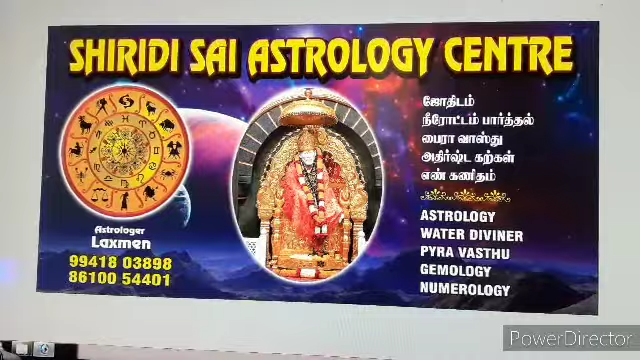 SHIRIDI SAI ASTROLOGY CENTRE
ஜோதிடம்
நீரோட்டம் பார்த்தல்
பைரா வாஸ்து
அதிர்ஷ்ட கற்கள்
எண் கணிதம்
ASTROLOGY
WATER DIVINER
PYRA VASTHU
GEMOLOGY
NUMEROLOGY
Astrologer
Laxmen
99418 03898
86100 54401
PowerDirector